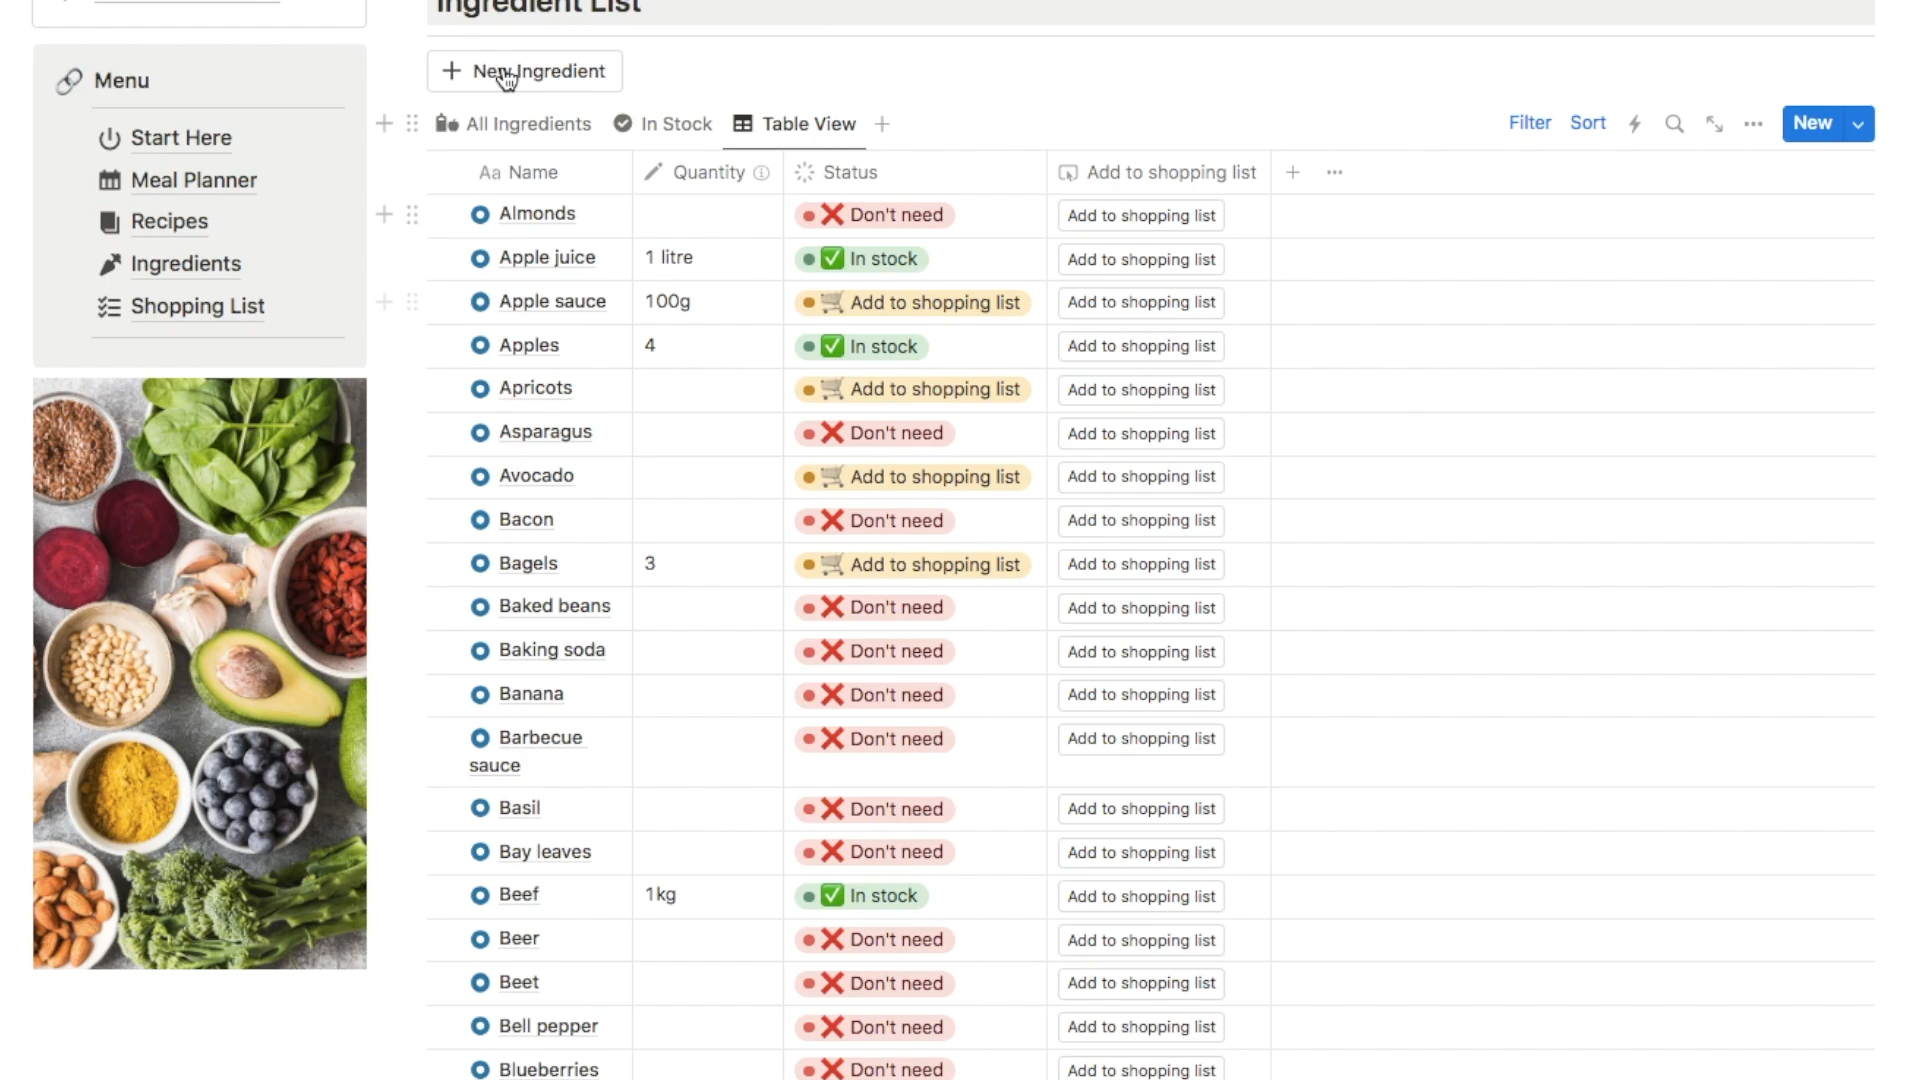 Ingredient List
Menu
Start Here
Meal Planner
Recipes
Ingredients
Shopping List
New Ingredient
All Ingredients In Stock Table View
Filter Sort New
Aa Name Quantity Status Add to shopping list
Almonds Don't need Add to shopping list
Apple juice 1 litre In stock Add to shopping list
Apple sauce 100g Add to shopping list Add to shopping list
Apples 4 In stock Add to shopping list
Apricots Add to shopping list Add to shopping list
Asparagus Don't need Add to shopping list
Avocado Add to shopping list Add to shopping list
Bacon Don't need Add to shopping list
Bagels 3 Add to shopping list Add to shopping list
Baked beans Don't need Add to shopping list
Baking soda Don't need Add to shopping list
Banana Don't need Add to shopping list
Barbecue Don't need Add to shopping list
sauce
Basil Don't need Add to shopping list
Bay leaves Don't need Add to shopping list
Beef 1kg In stock Add to shopping list
Beer Don't need Add to shopping list
Beet Don't need Add to shopping list
Bell pepper Don't need Add to shopping list
Blueberries Don't need Add to shopping list